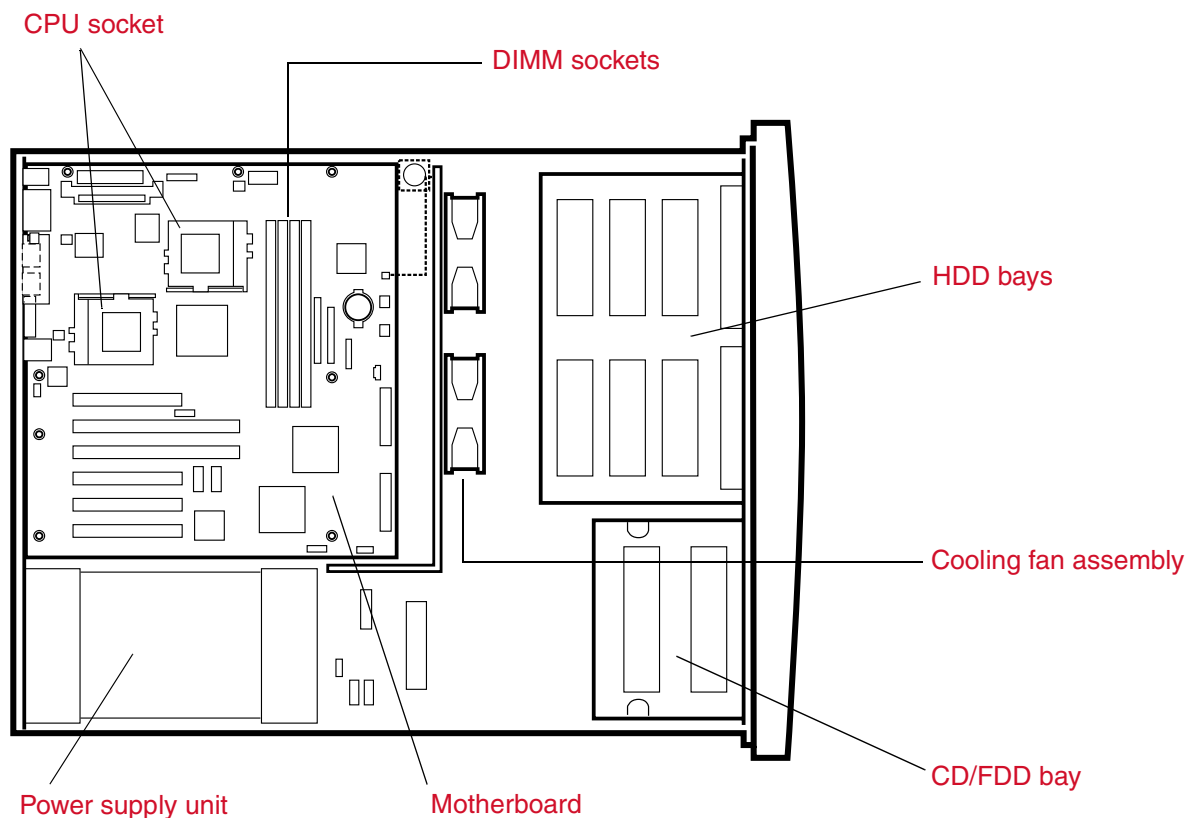 CPU socket
DIMM sockets
HDD bays
Cooling fan assembly
CD/FDD bay
Power supply unit
Motherboard